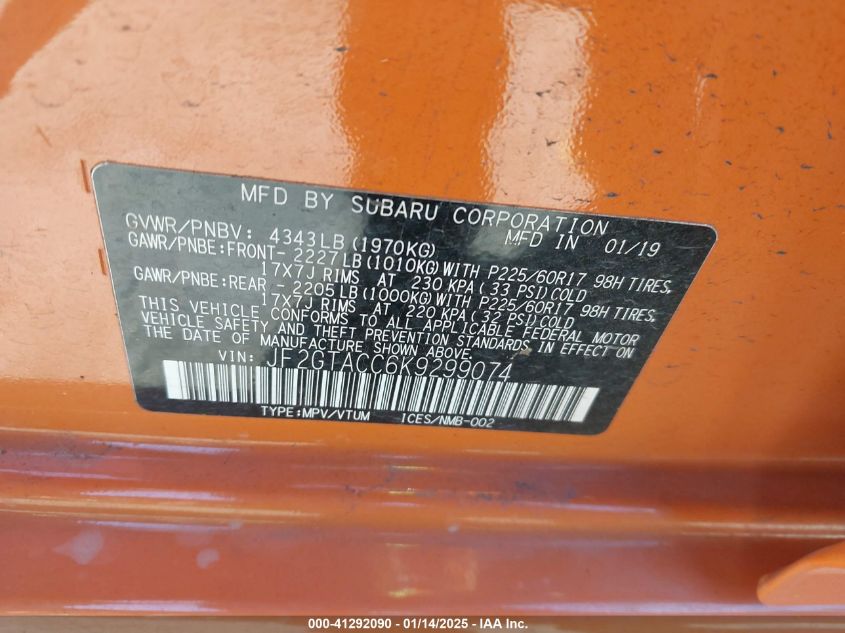 MFD BY SUBARU CORPORATION
GVWR/PNBV: 4343LB(1970KG) MFD IN 01/19
GAWR/PNBE:FRONT- 2227LB(1010KG)WITH P225/60R17 98H TIRES,
17X7J RIMS AT 230 KPA(33 PSI)COLD
GAWR/PNBE:REAR - 2205LB(1000KG)WITH P225/60R17 98H TIRES,
17X7J RIMS AT 220 KPA(32 PSI)COLD
THIS VEHICLE CONFORMS TO ALL APPLICABLE FEDERAL MOTOR
VEHICLE SAFETY AND THEFT PREVENTION STANDARDS IN EFFECT ON
THE DATE OF MANUFACTURE SHOWN ABOVE.
VIN: JF2GTACC6K9299074
TYPE:MPV/VTUM ICES/NMB-002
000-41292090 - 01/14/2025 - IAA Inc.